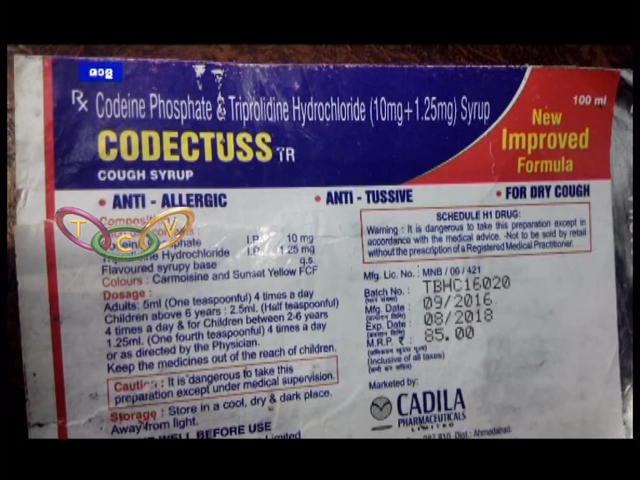 Rx Codeine Phosphate & Triprolidine Hydrochloride (10mg+1.25mg) Syrup
100 ml
CODECTUSS TR
COUGH SYRUP
New
Improved
Formula
• ANTI - ALLERGIC • ANTI - TUSSIVE • FOR DRY COUGH
Composition
TCV
phosphate I.P. 10 mg
Hydrochloride I.P. 1.25 mg
Flavoured syrupy base q.s.
Colours : Carmoisine and Sunset Yellow FCF
Dosage :
Adults: 5ml (One teaspoonful) 4 times a day
Children above 6 years : 2.5ml. (Half teaspoonful)
4 times a day & for Children between 2-6 years
1.25ml. (One fourth teaspoonful) 4 times a day
or as directed by the Physician.
Keep the medicines out of the reach of children.
Caution : It is dangerous to take this
preparation except under medical supervision.
Storage : Store in a cool, dry & dark place.
Away from light.
WELL BEFORE USE
Limited
SCHEDULE H1 DRUG:
Warning : It is dangerous to take this preparation except in
accordance with the medical advice. -Not to be sold by retail
without the prescription of a Registered Medical Practitioner.
Mfg. Lic. No. : MNB / 06 / 421
Batch No. : TBHC16020
Mfg. Date : 09/2016
Exp. Date : 08/2018
M.R.P. ₹ : 85.00
(Inclusive of all taxes)
Marketed by:
CADILA
PHARMACEUTICALS
LIMITED
Dist : Ahmedabad.